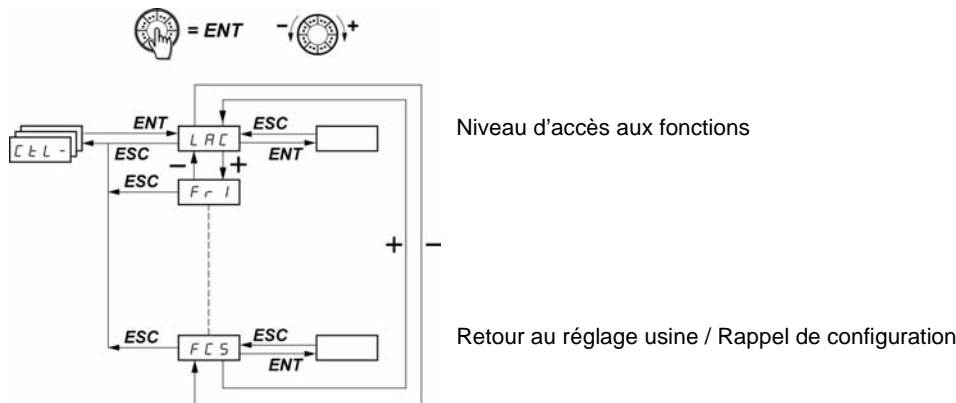 = ENT
- +
ENT
ESC
Niveau d'accès aux fonctions
CtL -
LAC
ESC
ENT
- +
ESC
Fr1
+ -
ESC
ESC
Retour au réglage usine / Rappel de configuration
FCS
ENT